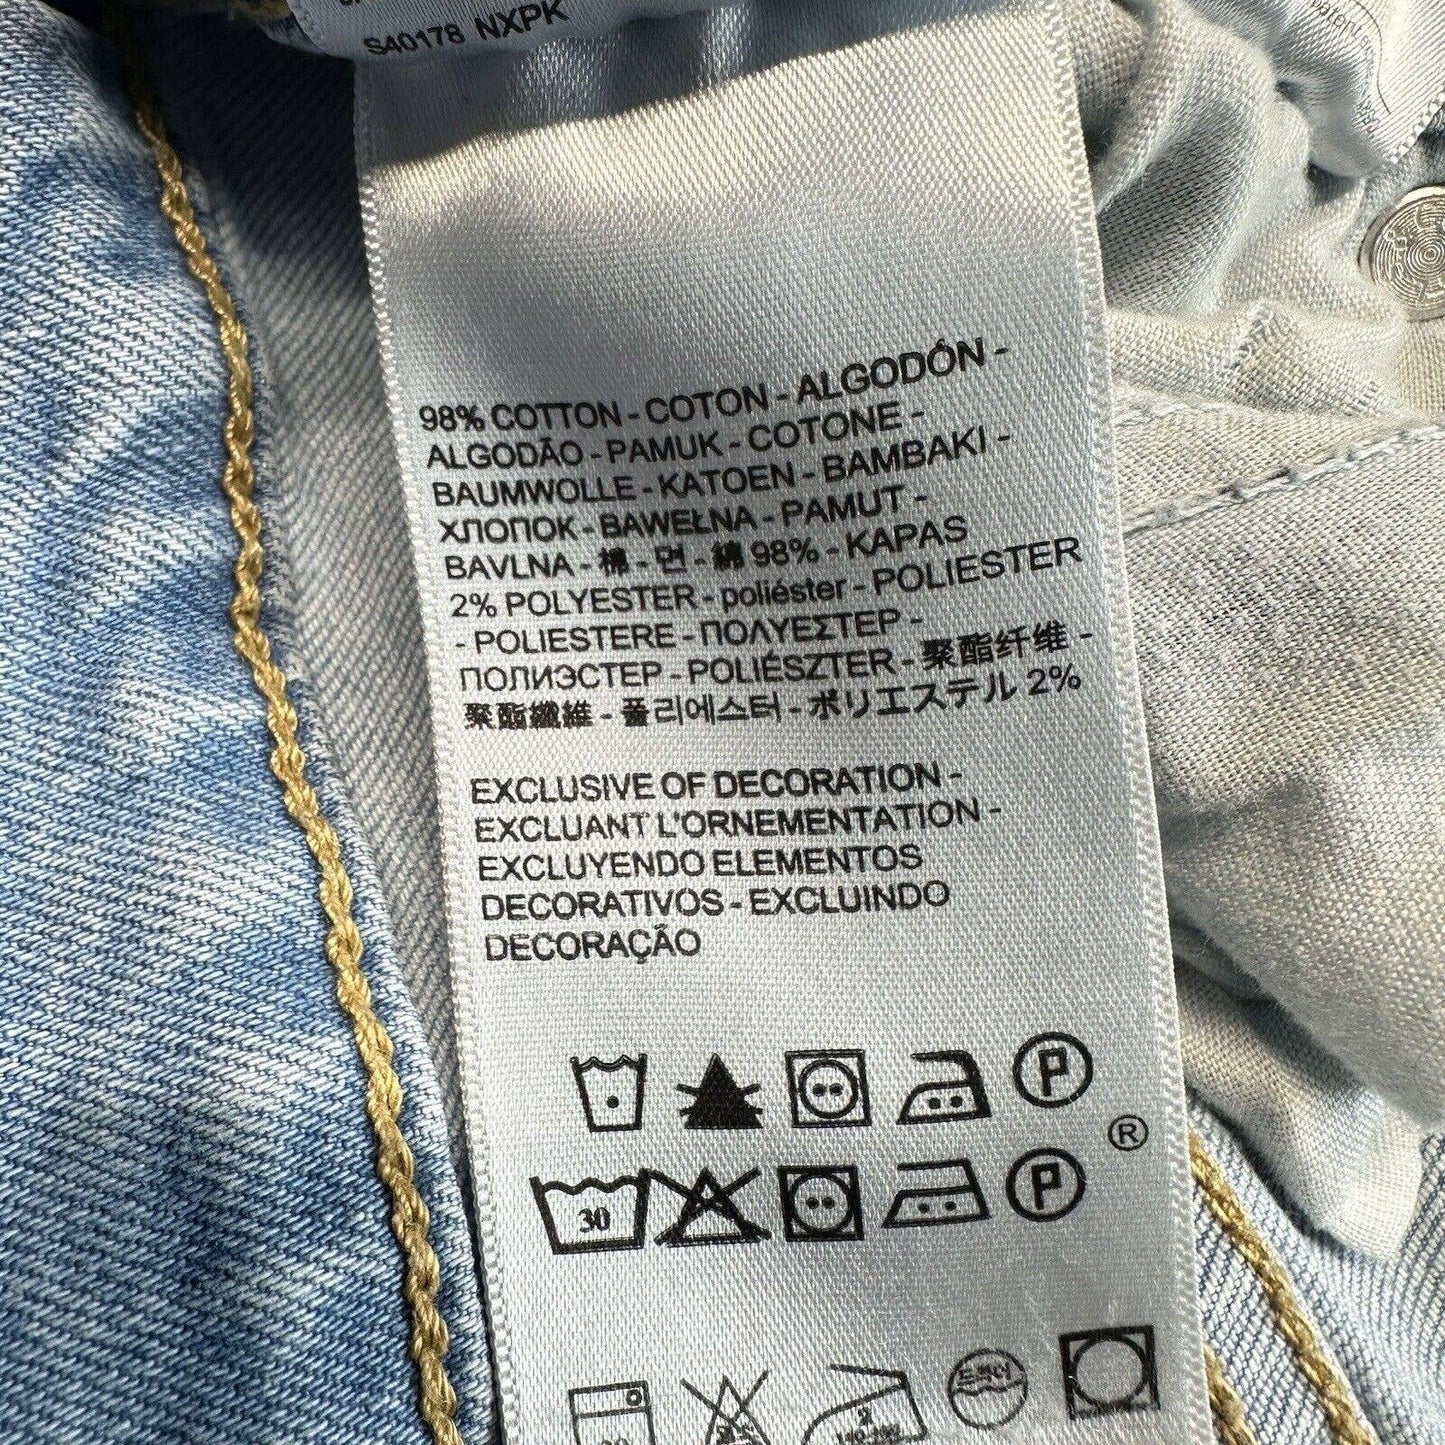 S40178 NXPK
98% COTTON - COTON - ALGODÓN -
ALGODÃO - PAMUK - COTONE -
BAUMWOLLE - KATOEN - BAMBAKI -
ХЛОПОК - BAWEŁNA - PAMUT -
BAVLNA - 棉 - 면 - 綿 98% - KAPAS
2% POLYESTER - poliéster - POLIESTER
- POLIESTERE - ΠΟΛΥΕΣΤΕΡ -
ПОЛИЭСТЕР - POLIÉSZTER - 聚酯纤维 -
聚酯纖維 - 폴리에스터 - ポリエステル 2%
EXCLUSIVE OF DECORATION -
EXCLUANT L'ORNEMENTATION -
EXCLUYENDO ELEMENTOS
DECORATIVOS - EXCLUINDO
DECORAÇÃO
P
®
30 P
드라이